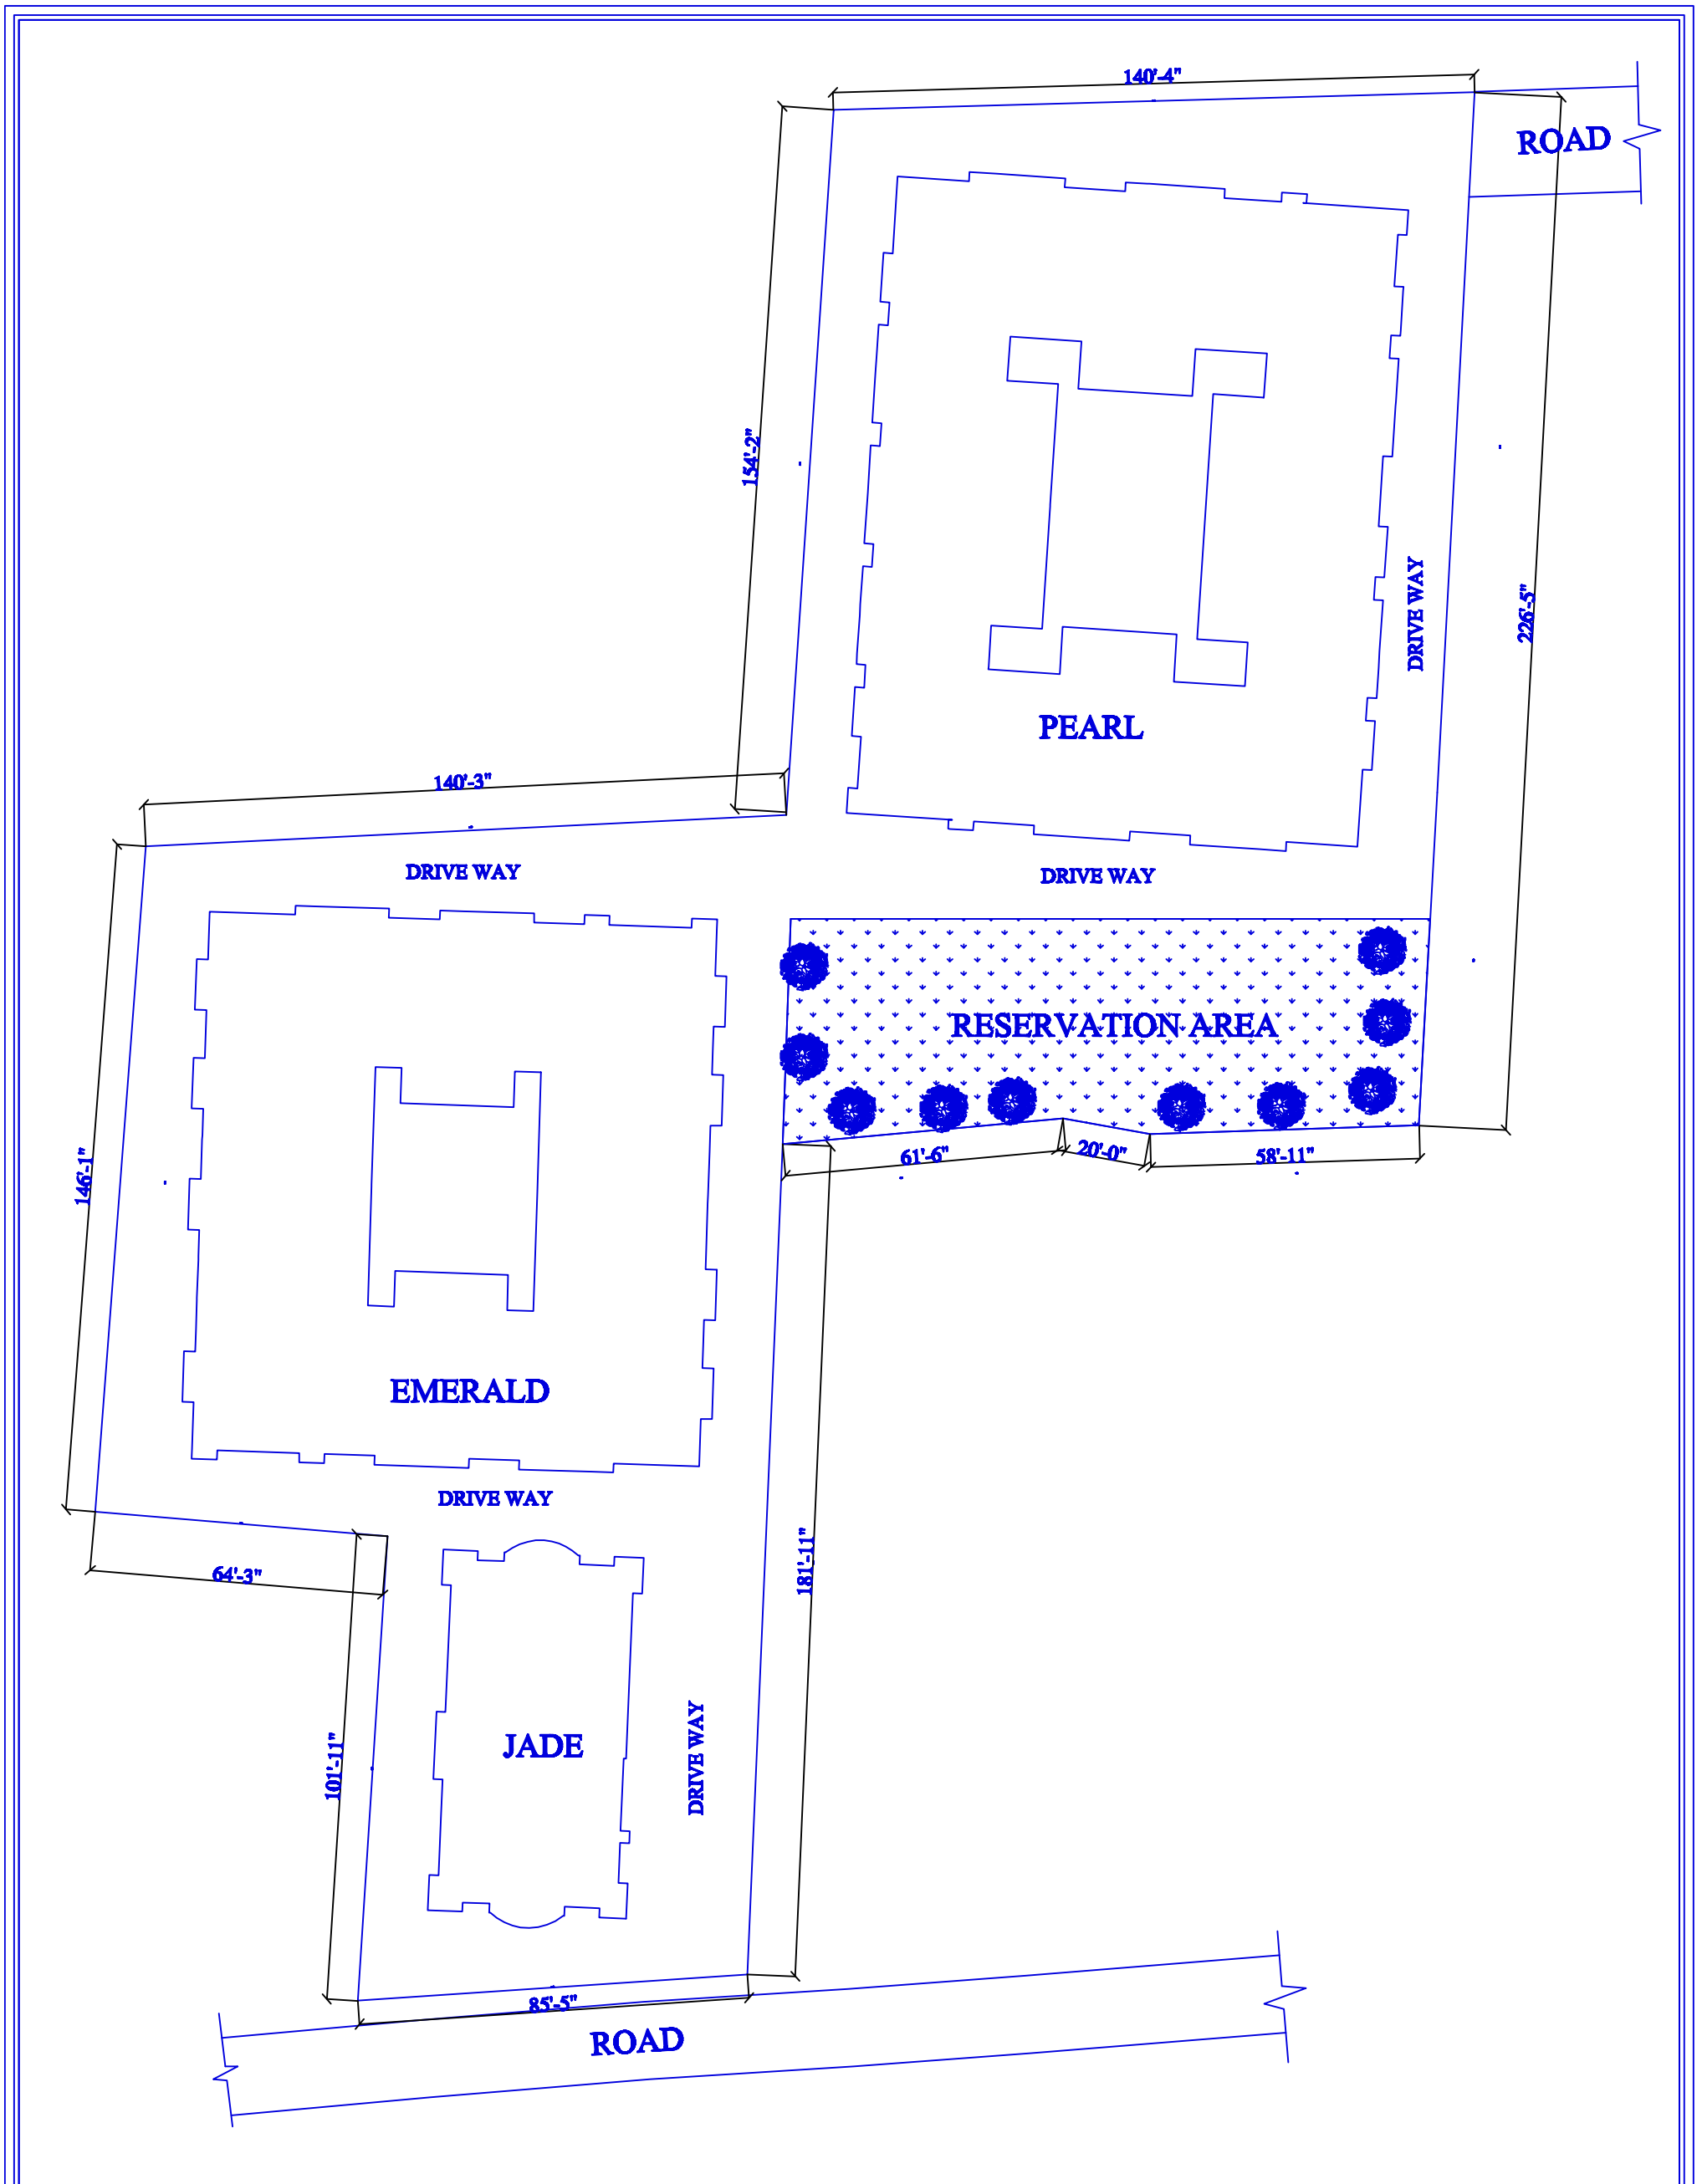 140'-4"
ROAD
154'-2"
DRIVE WAY
226'-5"
PEARL
140'-3"
DRIVE WAY
DRIVE WAY
RESERVATION AREA
61'-6"
20'-0"
58'-11"
146'-1"
EMERALD
DRIVE WAY
64'-3"
181'-11"
JADE
101'-11"
DRIVE WAY
85'-5"
ROAD